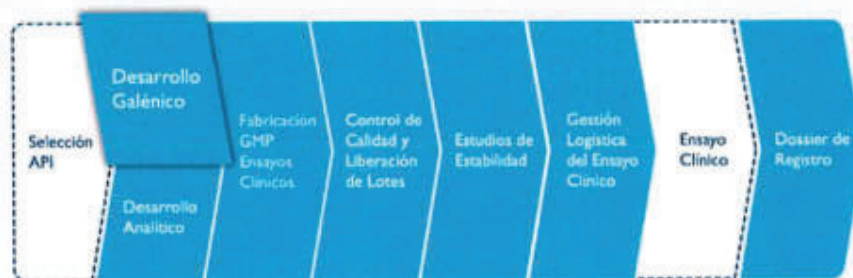 Selección
API
Desarrollo
Galénico
Desarrollo
Analítico
Fabricacion
GMP
Ensayos
Clínicos
Control de
Calidad y
Liberación
de Lotes
Estudios de
Estabilidad
Gestión
Logística
del Ensayo
Clínico
Ensayo
Clínico
Dossier de
Registro